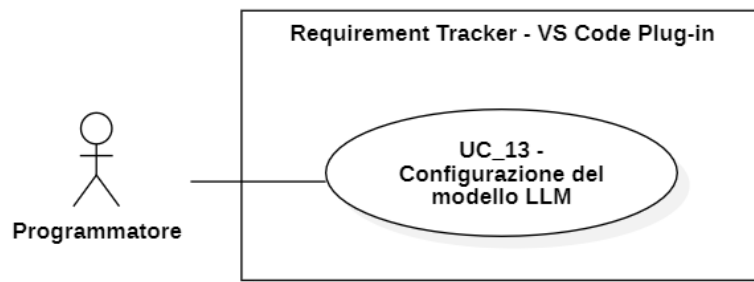 Requirement Tracker - VS Code Plug-in
UC_13 -
Configurazione del
modello LLM
Programmatore